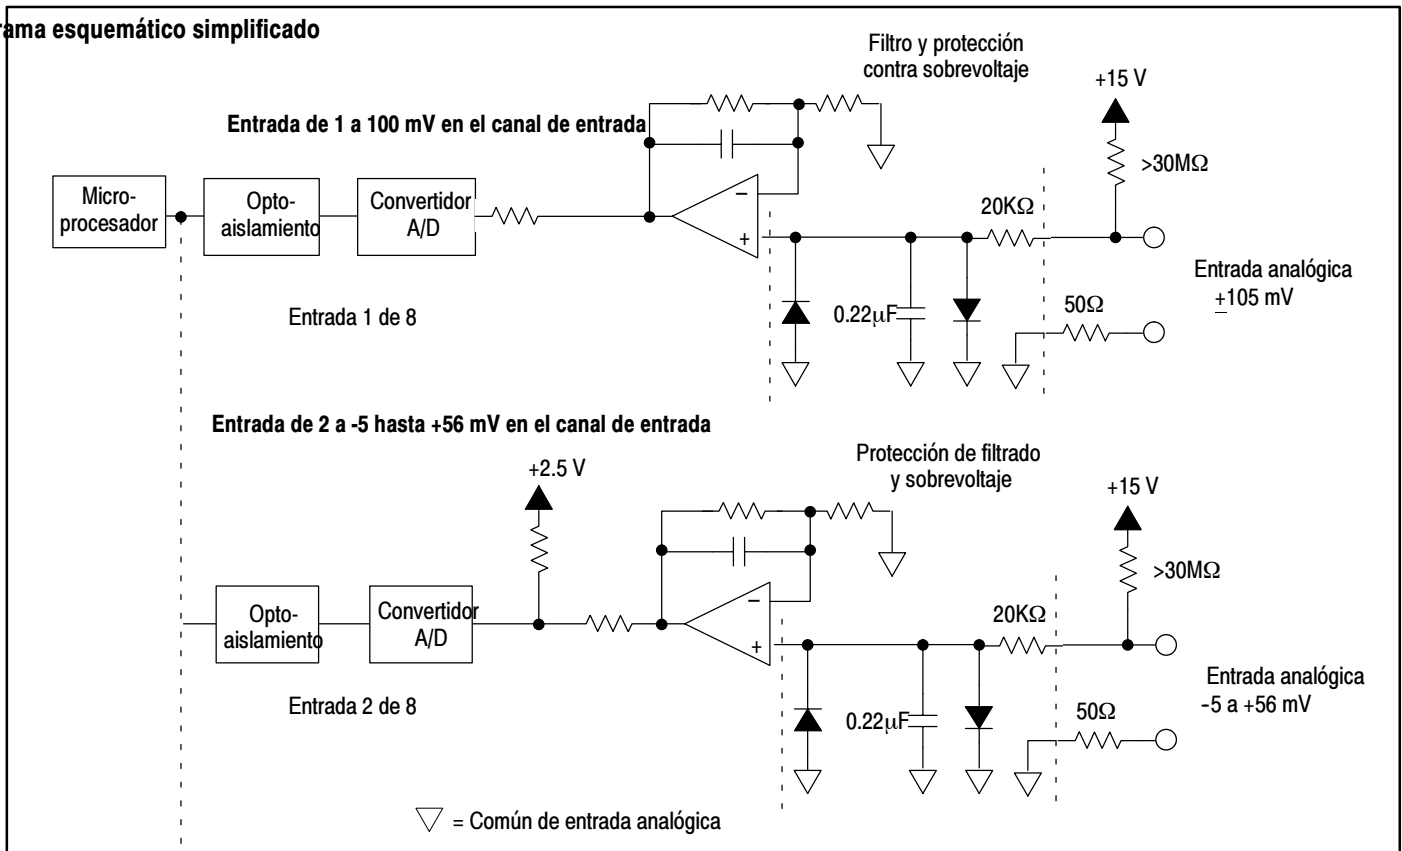 rama esquemático simplificado
Filtro y protección
contra sobrevoltaje
+15 V
Entrada de 1 a 100 mV en el canal de entrada
>30MΩ
Micro-
procesador
Opto-
aislamiento
Convertidor
A/D
−
+
20KΩ
Entrada analógica
±105 mV
50Ω
0.22µF
Entrada 1 de 8
Entrada de 2 a -5 hasta +56 mV en el canal de entrada
Protección de filtrado
y sobrevoltaje
+2.5 V
+15 V
>30MΩ
Opto-
aislamiento
Convertidor
A/D
−
+
20KΩ
Entrada analógica
-5 a +56 mV
50Ω
0.22µF
Entrada 2 de 8
= Común de entrada analógica